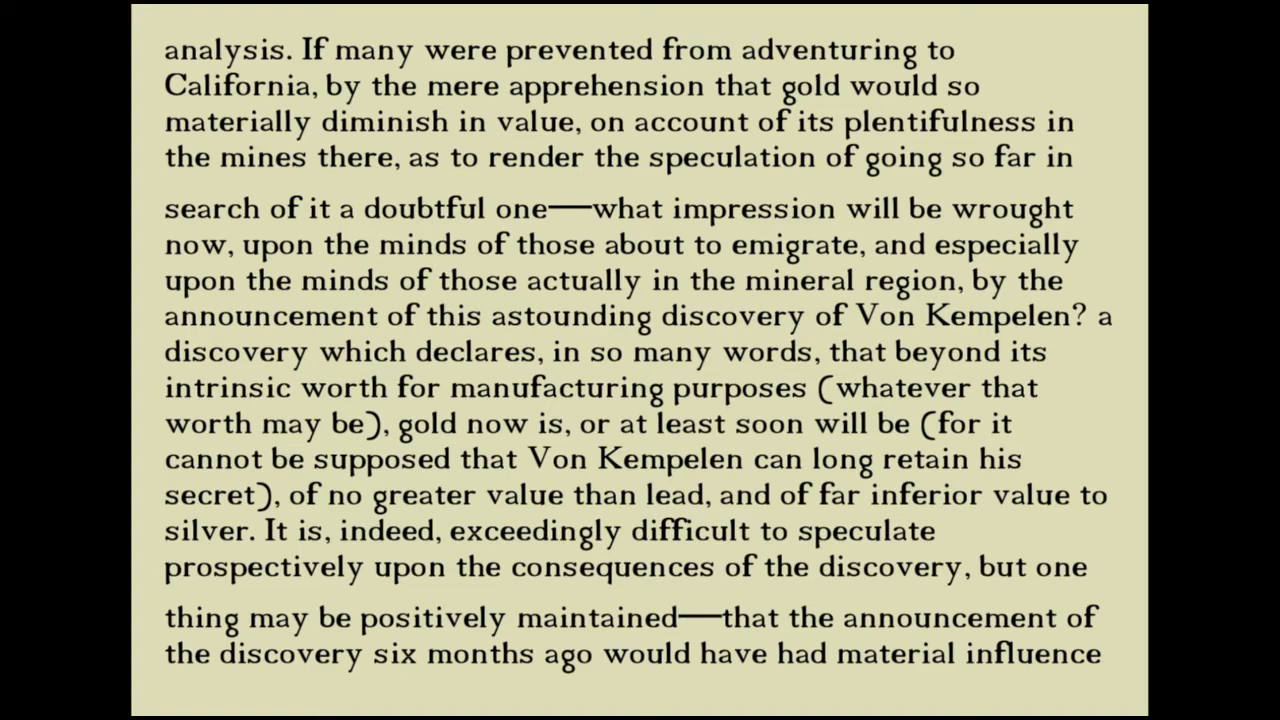 analysis. If many were prevented from adventuring to
California, by the mere apprehension that gold would so
materially diminish in value, on account of its plentifulness in
the mines there, as to render the speculation of going so far in
search of it a doubtful one—what impression will be wrought
now, upon the minds of those about to emigrate, and especially
upon the minds of those actually in the mineral region, by the
announcement of this astounding discovery of Von Kempelen? a
discovery which declares, in so many words, that beyond its
intrinsic worth for manufacturing purposes (whatever that
worth may be), gold now is, or at least soon will be (for it
cannot be supposed that Von Kempelen can long retain his
secret), of no greater value than lead, and of far inferior value to
silver. It is, indeed, exceedingly difficult to speculate
prospectively upon the consequences of the discovery, but one
thing may be positively maintained—that the announcement of
the discovery six months ago would have had material influence